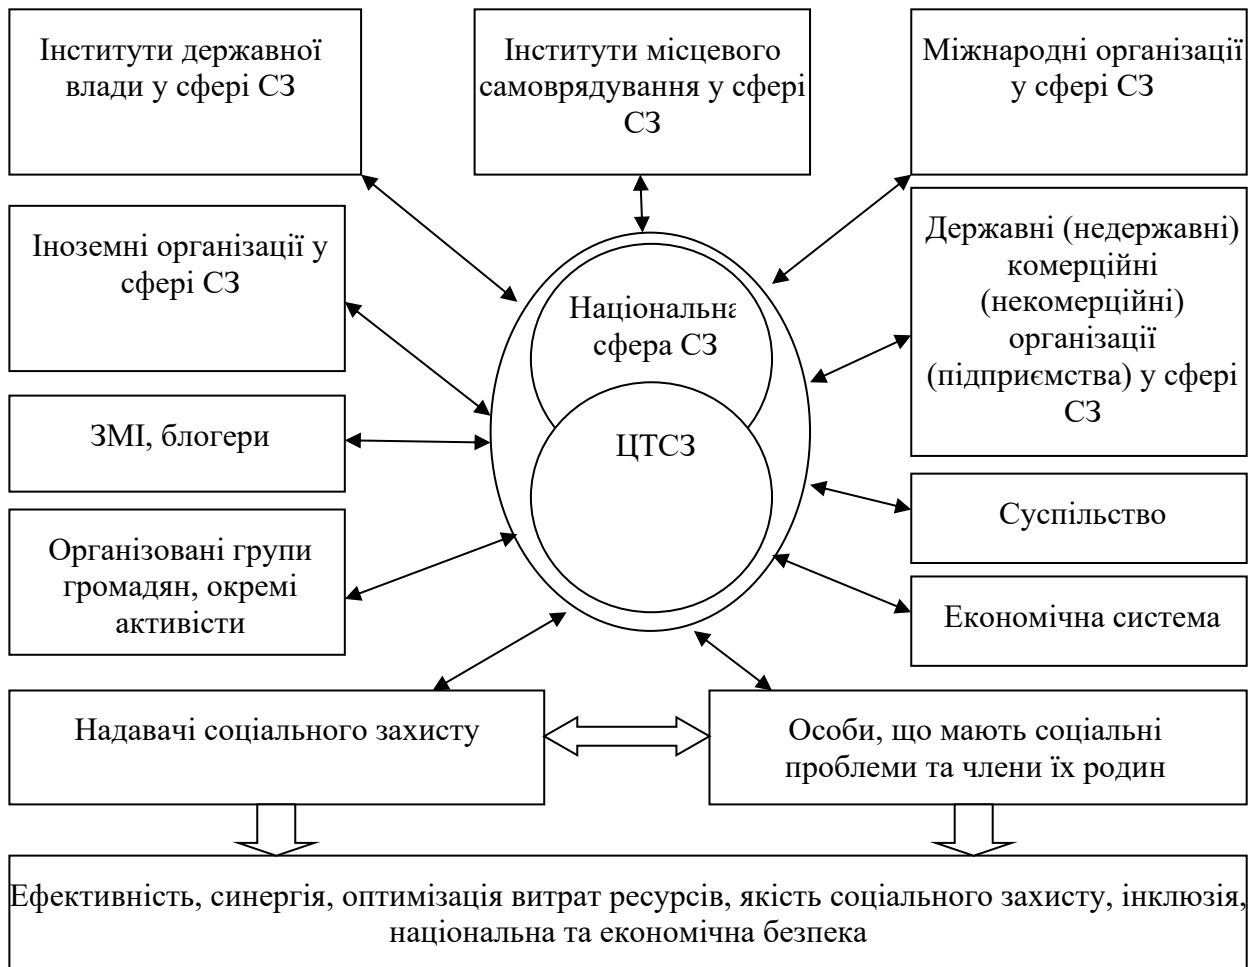 Інститути державної
влади у сфері СЗ
Інститути місцевого
самоврядування у сфері
СЗ
Міжнародні організації
у сфері СЗ
Іноземні організації у
сфері СЗ
Державні (недержавні)
комерційні
(некомерційні)
організації
(підприємства) у сфері
СЗ
Національна
сфера СЗ
ЗМІ, блогери
ЦТСЗ
Суспільство
Організовані групи
громадян, окремі
активісти
Економічна система
Надавачі соціального захисту
Особи, що мають соціальні
проблеми та члени їх родин
Ефективність, синергія, оптимізація витрат ресурсів, якість соціального захисту, інклюзія,
національна та економічна безпека